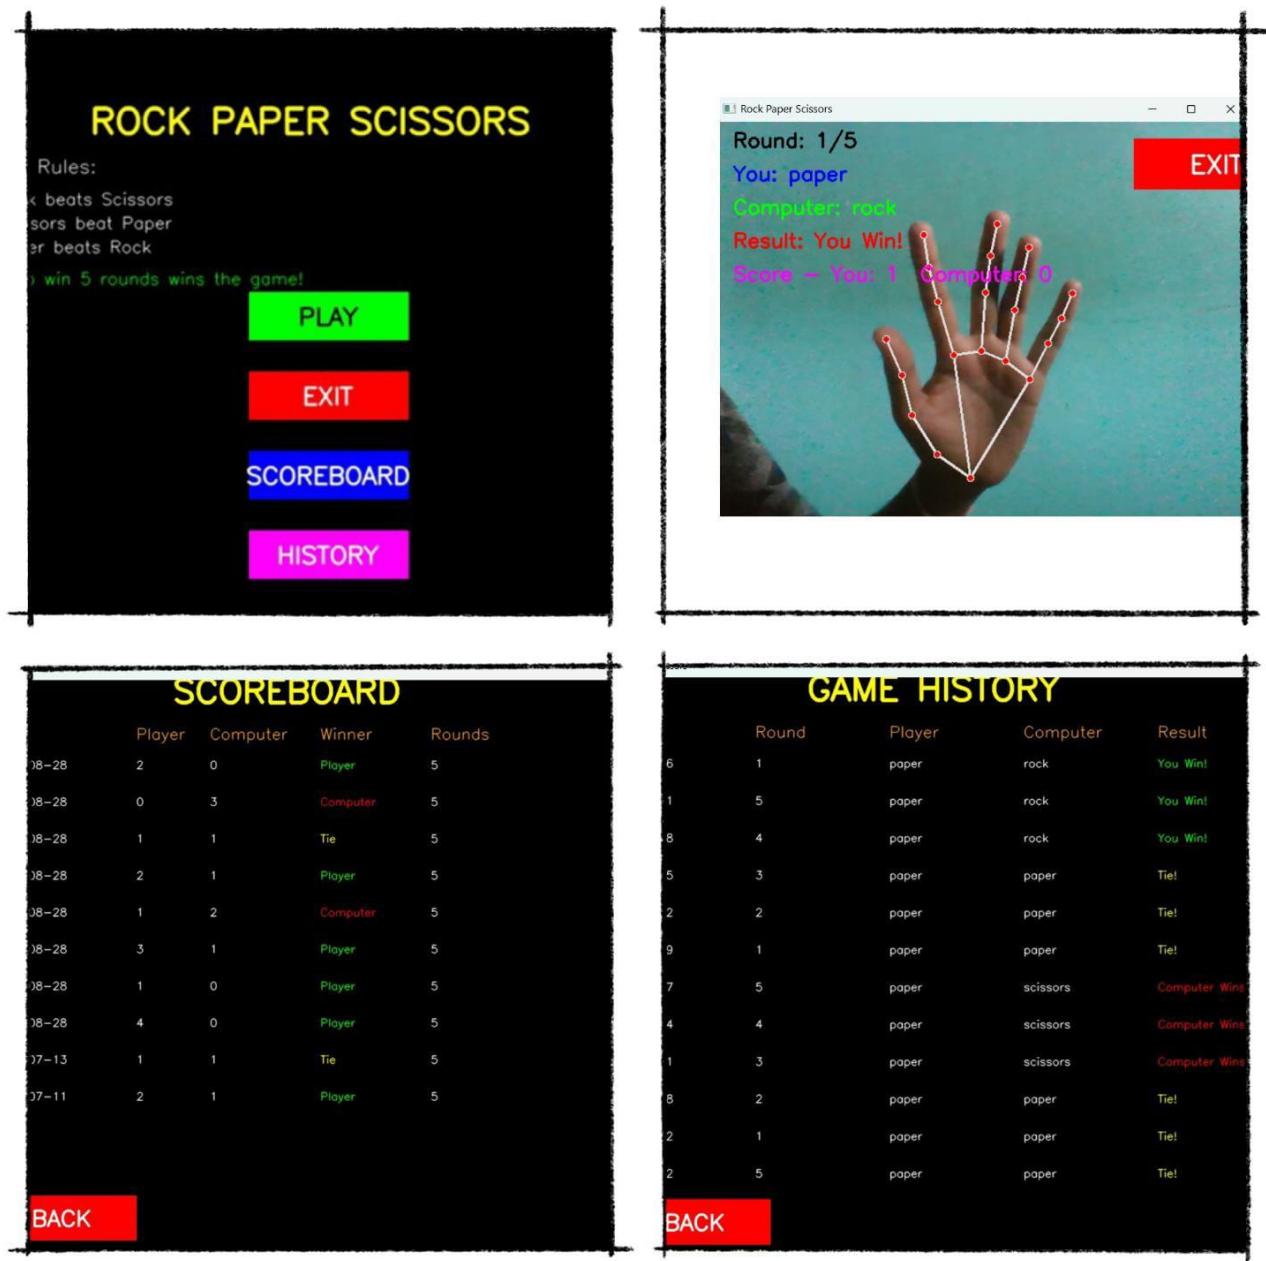 ROCK PAPER SCISSORS
Rules:
beats Scissors
sors beat Paper
er beats Rock
win 5 rounds wins the game!
PLAY
EXIT
SCOREBOARD
HISTORY
Rock Paper Scissors
Round: 1/5
EXIT
You: paper
Computer: rock
Result: You Win!
Score - You: 1 Computer: 0
SCOREBOARD
Player Computer Winner Rounds
08-28 2 0 Player 5
08-28 0 3 Computer 5
08-28 1 1 Tie 5
08-28 2 1 Player 5
08-28 1 2 Computer 5
08-28 3 1 Player 5
08-28 1 0 Player 5
08-28 4 0 Player 5
07-13 1 1 Tie 5
07-11 2 1 Player 5
BACK
GAME HISTORY
Round Player Computer Result
6 1 paper rock You Win!
1 5 paper rock You Win!
8 4 paper rock You Win!
5 3 paper paper Tie!
2 2 paper paper Tie!
9 1 paper paper Tie!
7 5 paper scissors Computer Wins
4 4 paper scissors Computer Wins
1 3 paper scissors Computer Wins
8 2 paper paper Tie!
2 1 paper paper Tie!
2 5 paper paper Tie!
BACK